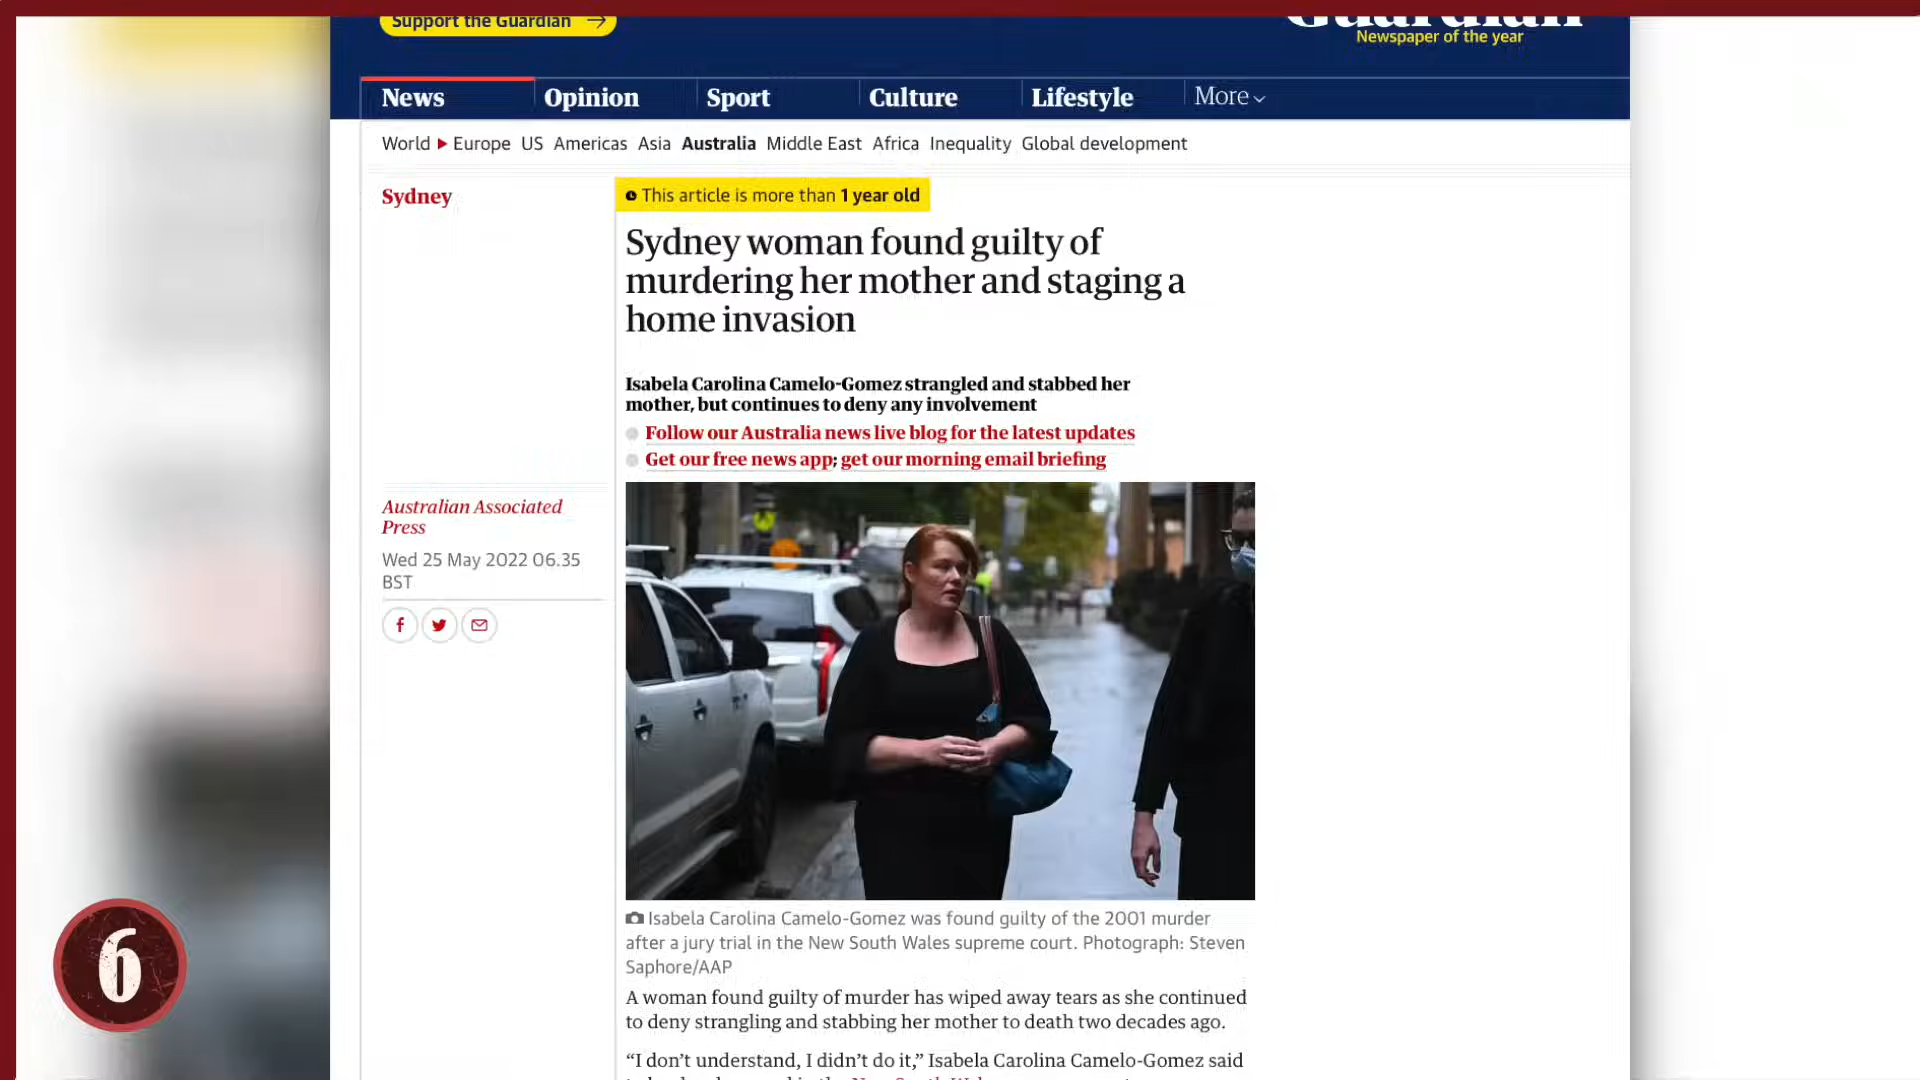 Support the Guardian
Guardian
Newspaper of the year
News Opinion Sport Culture Lifestyle More
World Europe US Americas Asia Australia Middle East Africa Inequality Global development
Sydney
This article is more than 1 year old
Sydney woman found guilty of
murdering her mother and staging a
home invasion
Isabela Carolina Camelo-Gomez strangled and stabbed her
mother, but continues to deny any involvement
Follow our Australia news live blog for the latest updates
Get our free news app; get our morning email briefing
Australian Associated
Press
Wed 25 May 2022 06.35
BST
Isabela Carolina Camelo-Gomez was found guilty of the 2001 murder
after a jury trial in the New South Wales supreme court. Photograph: Steven
Saphore/AAP
A woman found guilty of murder has wiped away tears as she continued
to deny strangling and stabbing her mother to death two decades ago.
“I don’t understand, I didn’t do it,” Isabela Carolina Camelo-Gomez said
6